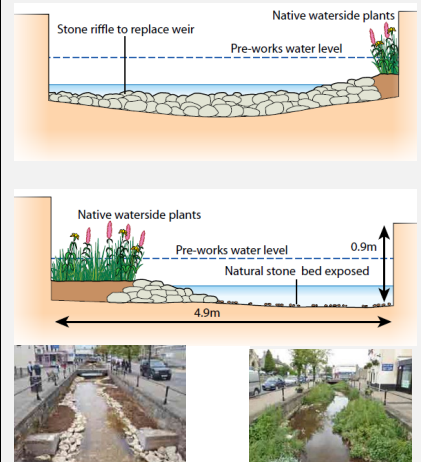 Native waterside plants
Stone riffle to replace weir
Pre-works water level
Native waterside plants
Pre-works water level
0.9m
Natural stone bed exposed
4.9m